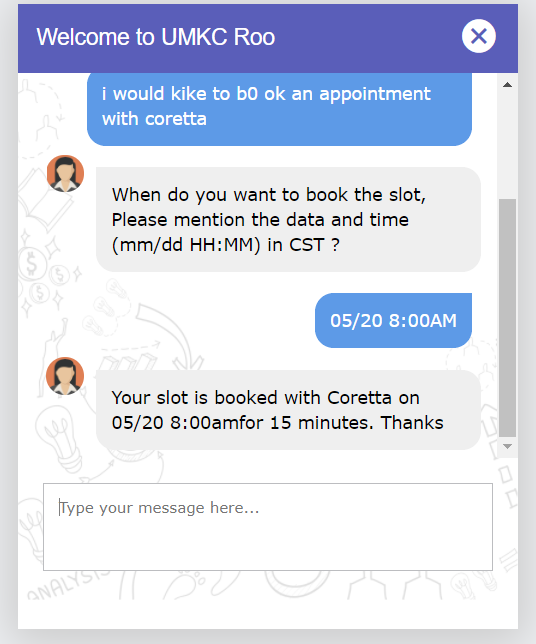 Welcome to UMKC Roo
i would kike to b0 ok an appointment
with coretta
When do you want to book the slot,
Please mention the data and time
(mm/dd HH:MM) in CST ?
05/20 8:00AM
Your slot is booked with Coretta on
05/20 8:00amfor 15 minutes. Thanks
Type your message here...
ANALYSIS